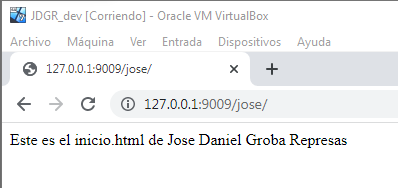 JDGR_dev [Corriendo] - Oracle VM VirtualBox
Archivo Máquina Ver Entrada Dispositivos Ayuda
127.0.0.1:9009/jose/
127.0.0.1:9009/jose/
Este es el inicio.html de Jose Daniel Groba Represas